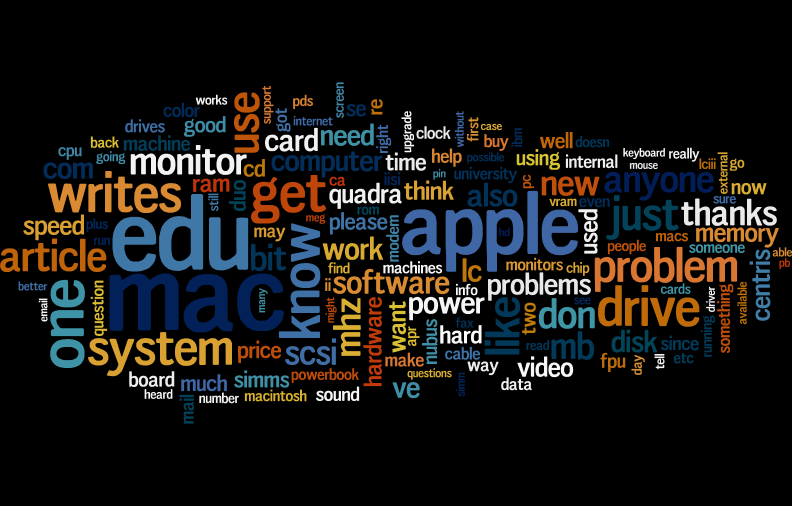 works
color
use
support
pds
got
internet
screen
se
re
drives
good
card
need
right
upgrade
clock
without
first
case
ibm
buy
well
doesn
cpu
back
going
machine
com
monitor
cd
computer
time
help
possible
using
internal
keyboard
mouse
really
lciii
external
go
writes
ram
still
duo
get
ca
rom
meg
quadra
iisi
think
pin
university
also
pc
new
vram
even
anyone
sure
now
speed
plus
run
edu
may
bit
know
please
modem
apple
hd
used
just
thanks
macs
memory
people
someone
able
pb
article
better
email
one
question
mac
many
work
find
ii
might
machines
software
lc
info
monitors
chip
problem
problems
cards
driver
available
centris
system
price
scsi
mhz
hardware
want
apr
nubus
power
fax
hard
cable
like
two
read
don
see
mb
drive
disk
since
running
something
etc
board
heard
much
mail
number
simms
macintosh
powerbook
sound
make
questions
ve
simm
way
data
video
fpu
day
tell